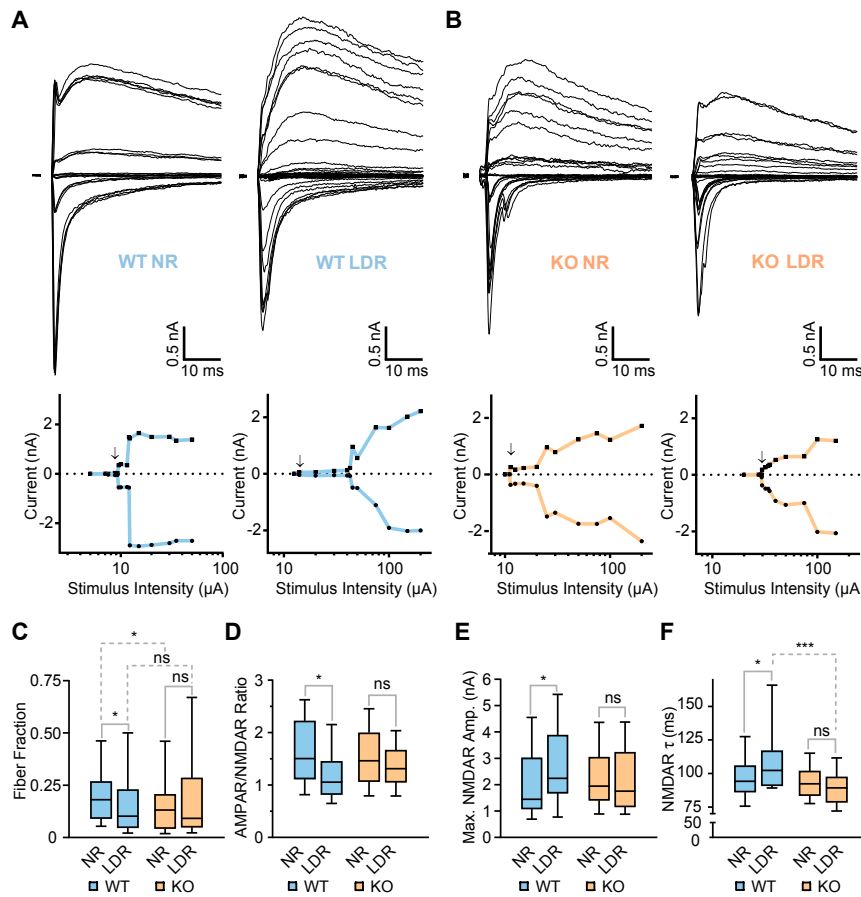 A
B
WT NR
WT LDR
KO NR
KO LDR
0.5 nA
10 ms
0.5 nA
10 ms
0.5 nA
10 ms
0.5 nA
10 ms
Current (nA)
2
0
-2
10
100
Stimulus Intensity (µA)
2
0
-2
10
100
Stimulus Intensity (µA)
2
0
-2
10
100
Stimulus Intensity (µA)
2
0
-2
10
100
Stimulus Intensity (µA)
C
Fiber Fraction
0.75
0.50
0.25
0
*
ns
*
ns
NR
LDR
NR
LDR
WT
KO
D
AMPAR/NMDAR Ratio
3
2
1
0
*
ns
NR
LDR
NR
LDR
WT
KO
E
Max. NMDAR Amp. (nA)
6
5
4
3
2
1
0
*
ns
NR
LDR
NR
LDR
WT
KO
F
NMDAR τ (ms)
150
125
100
75
50
0
*
***
ns
NR
LDR
NR
LDR
WT
KO